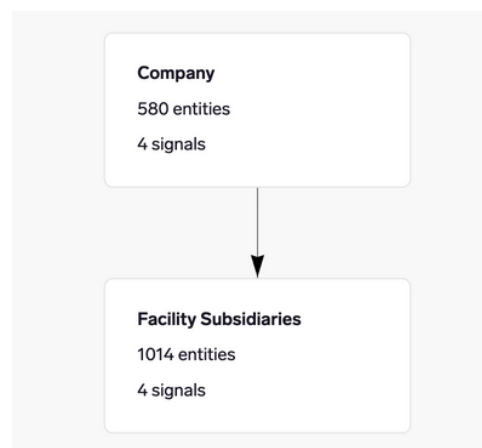 Company
580 entities
4 signals
Facility Subsidiaries
1014 entities
4 signals